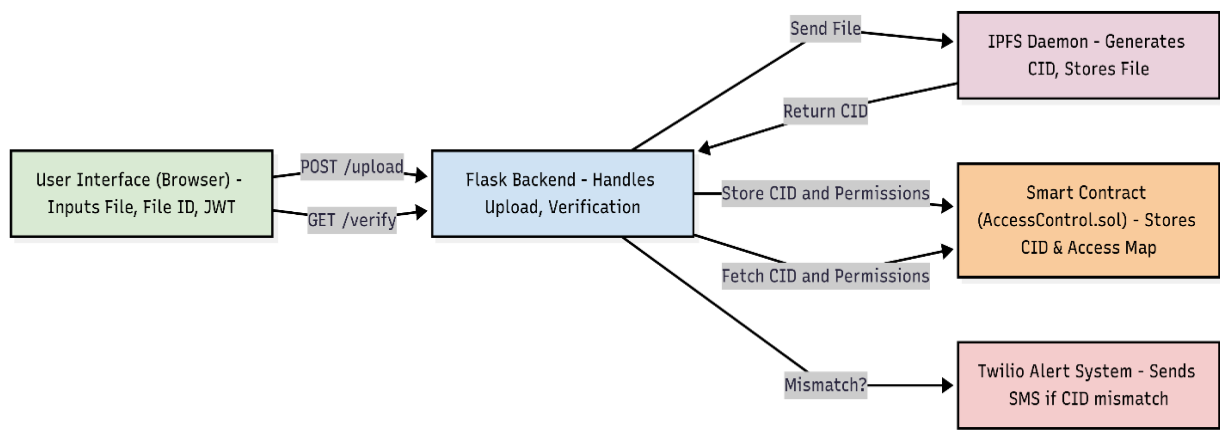 User Interface (Browser) -
Inputs File, File ID, JWT
POST /upload
GET /verify
Flask Backend - Handles
Upload, Verification
Send File
Return CID
Store CID and Permissions
Fetch CID and Permissions
Mismatch?
IPFS Daemon - Generates
CID, Stores File
Smart Contract
(AccessControl.sol) - Stores
CID & Access Map
Twilio Alert System - Sends
SMS if CID mismatch